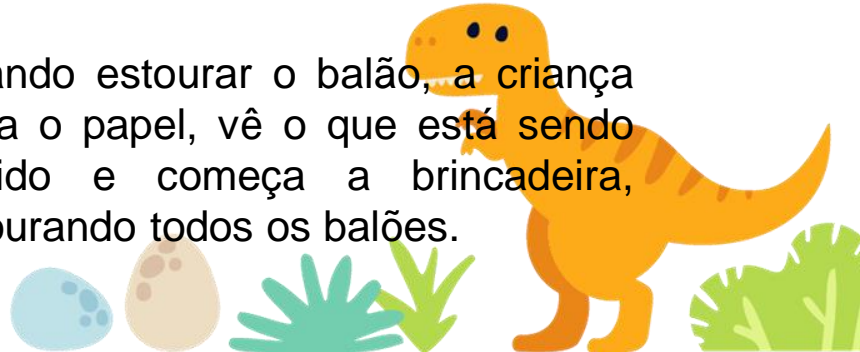 ando estourar o balão, a criança
a o papel, vê o que está sendo
ido e começa a brincadeira,
ourando todos os balões.